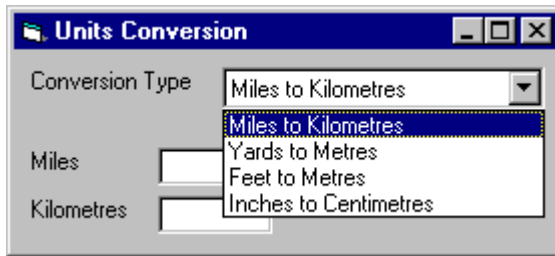 Units Conversion
Conversion Type
Miles to Kilometres
Miles to Kilometres
Yards to Metres
Feet to Metres
Inches to Centimetres
Miles
Kilometres